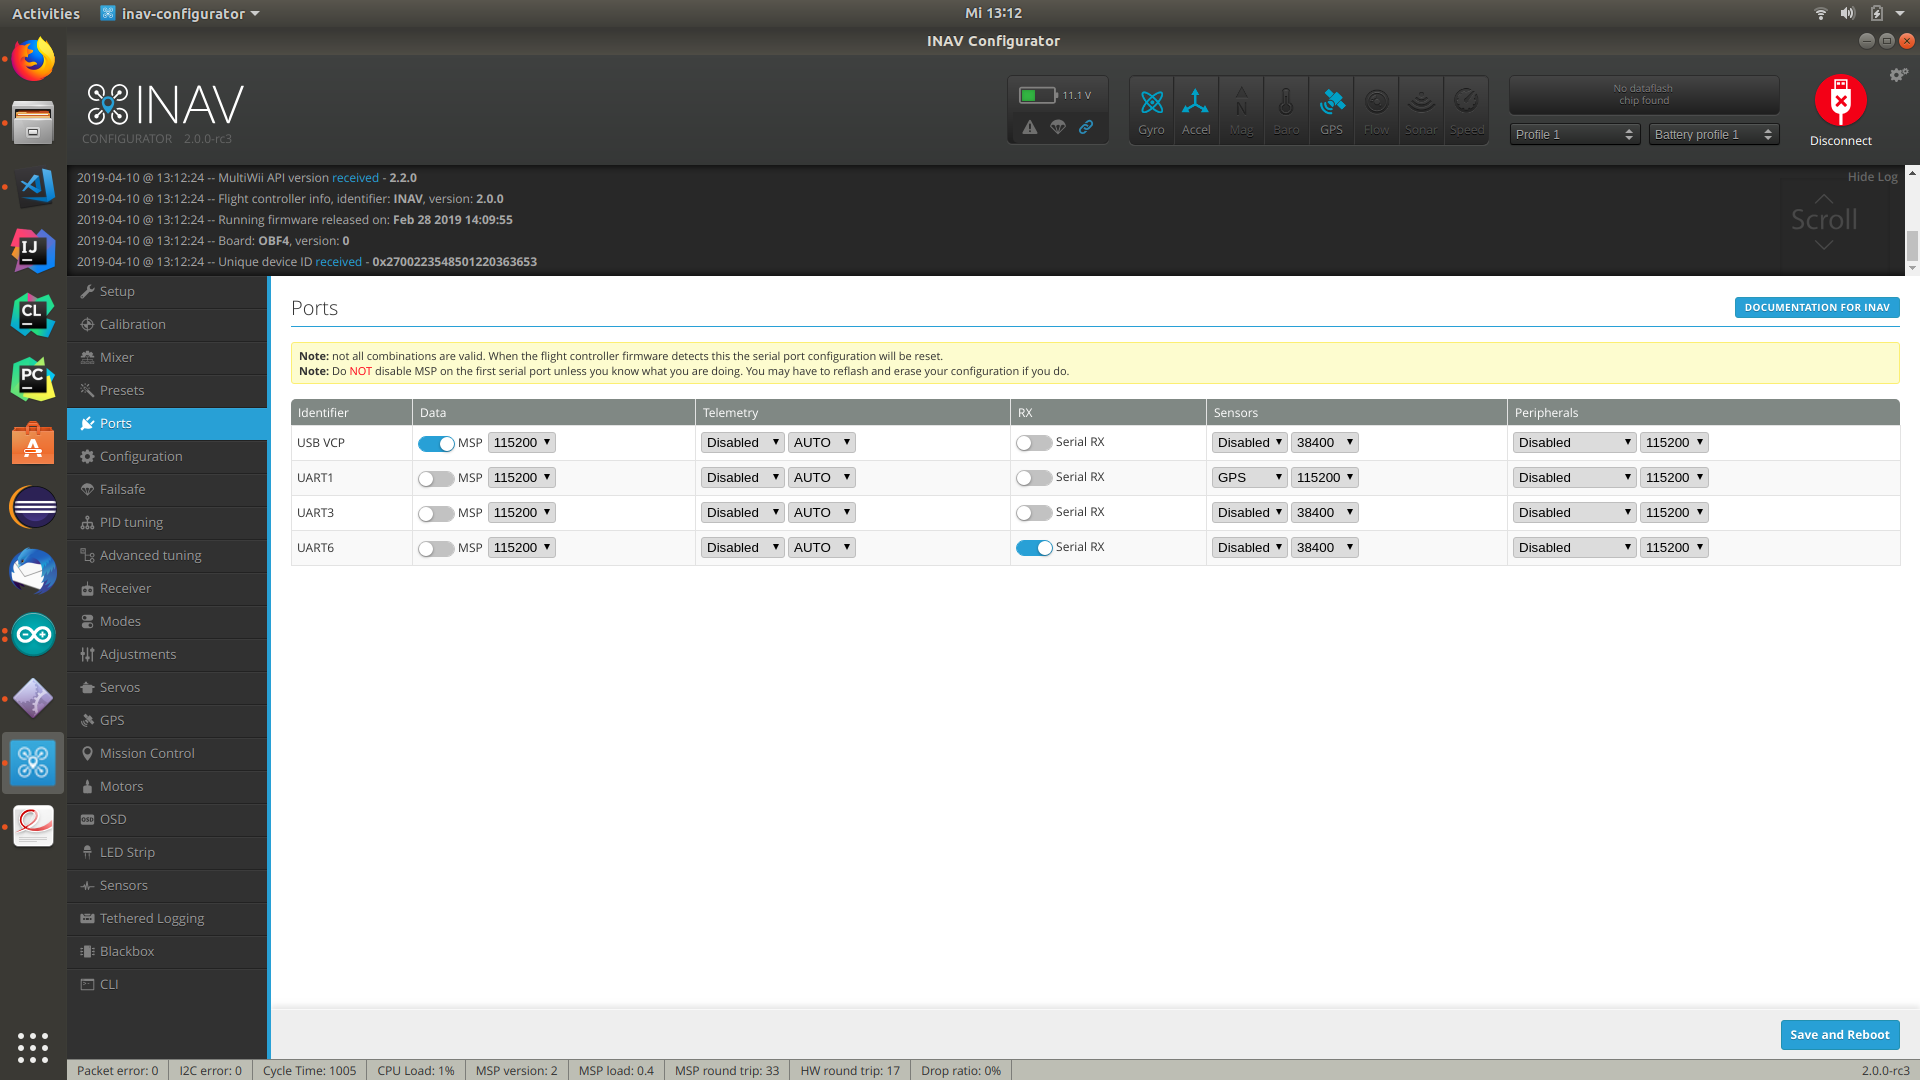 Activities inav-configurator Mi 13:12
INAV Configurator
INAV
CONFIGURATOR 2.0.0-rc3
11.1 V
Gyro Accel Mag Baro GPS Flow Sonar Speed
No dataflash
chip found
Profile 1 Battery profile 1
Disconnect
Hide Log
Scroll
2019-04-10 @ 13:12:24 -- MultiWii API version received - 2.2.0
2019-04-10 @ 13:12:24 -- Flight controller info, identifier: INAV, version: 2.0.0
2019-04-10 @ 13:12:24 -- Running firmware released on: Feb 28 2019 14:09:55
2019-04-10 @ 13:12:24 -- Board: OBF4, version: 0
2019-04-10 @ 13:12:24 -- Unique device ID received - 0x2700223548501220363653
IJ
CL
PC
A
Setup
Calibration
Mixer
Presets
Ports
Configuration
Failsafe
PID tuning
Advanced tuning
Receiver
Modes
Adjustments
Servos
GPS
Mission Control
Motors
OSD
LED Strip
Sensors
Tethered Logging
Blackbox
CLI
Ports
DOCUMENTATION FOR INAV
Note: not all combinations are valid. When the flight controller firmware detects this the serial port configuration will be reset.
Note: Do NOT disable MSP on the first serial port unless you know what you are doing. You may have to reflash and erase your configuration if you do.
Identifier Data Telemetry RX Sensors Peripherals
USB VCP MSP 115200 Disabled AUTO Serial RX Disabled 38400 Disabled 115200
UART1 MSP 115200 Disabled AUTO Serial RX GPS 115200 Disabled 115200
UART3 MSP 115200 Disabled AUTO Serial RX Disabled 38400 Disabled 115200
UART6 MSP 115200 Disabled AUTO Serial RX Disabled 38400 Disabled 115200
Save and Reboot
Packet error: 0 I2C error: 0 Cycle Time: 1005 CPU Load: 1% MSP version: 2 MSP load: 0.4 MSP round trip: 33 HW round trip: 17 Drop ratio: 0% 2.0.0-rc3